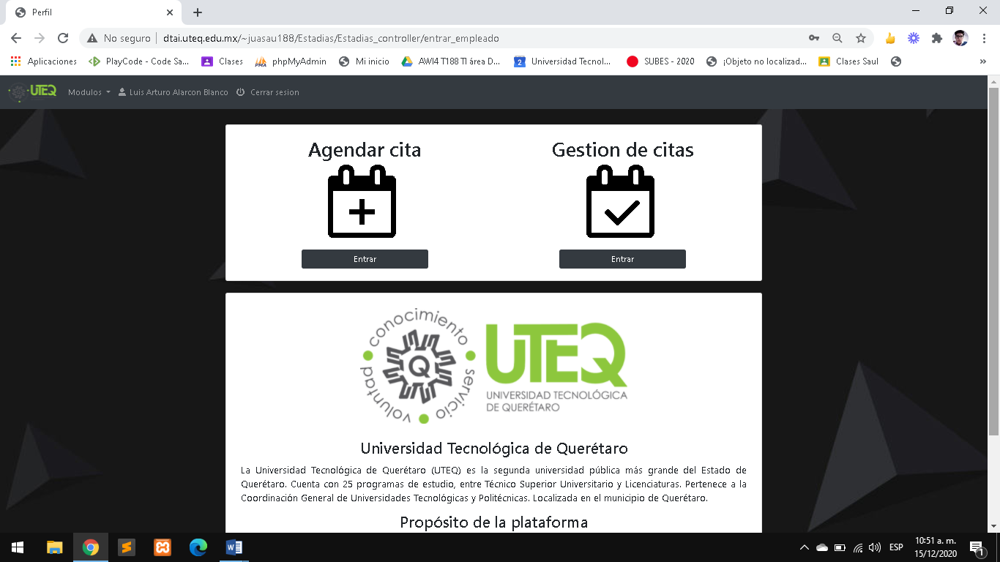 Perfil
No seguro
dtai.uteq.edu.mx/~juasau188/Estadias/Estadias_controller/entrar_empleado
Aplicaciones
PlayCode - Code Sa...
Clases
phpMyAdmin
Mi inicio
AWI4 T188 TI área D...
2
Universidad Tecnol...
SUBES - 2020
¡Objeto no localizad...
Clases Saul
»
UTEQ
Modulos
Luis Arturo Alarcon Blanco
Cerrar sesion
Agendar cita
Gestion de citas
Entrar
Entrar
conocimiento
servicio
voluntad
Q
UTEQ
UNIVERSIDAD TECNOLÓGICA
DE QUERÉTARO
Universidad Tecnológica de Querétaro
La Universidad Tecnológica de Querétaro (UTEQ) es la segunda universidad pública más grande del Estado de
Querétaro. Cuenta con 25 programas de estudio, entre Técnico Superior Universitario y Licenciaturas. Pertenece a la
Coordinación General de Universidades Tecnológicas y Politécnicas. Localizada en el municipio de Querétaro.
Propósito de la plataforma
ESP
10:51 a. m.
15/12/2020
1